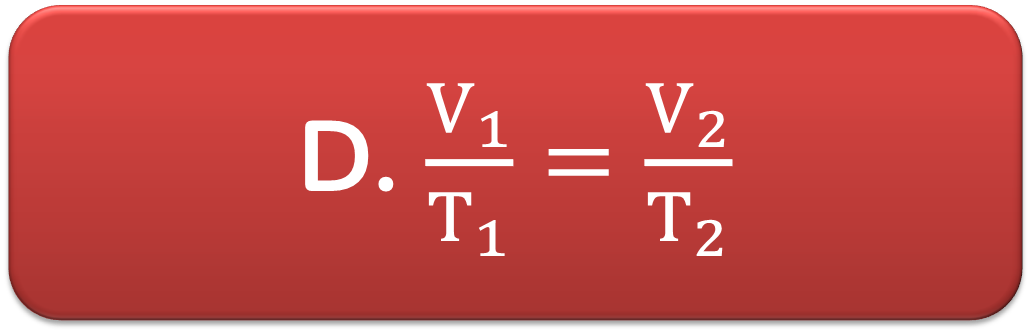 D. V₁/T₁ = V₂/T₂